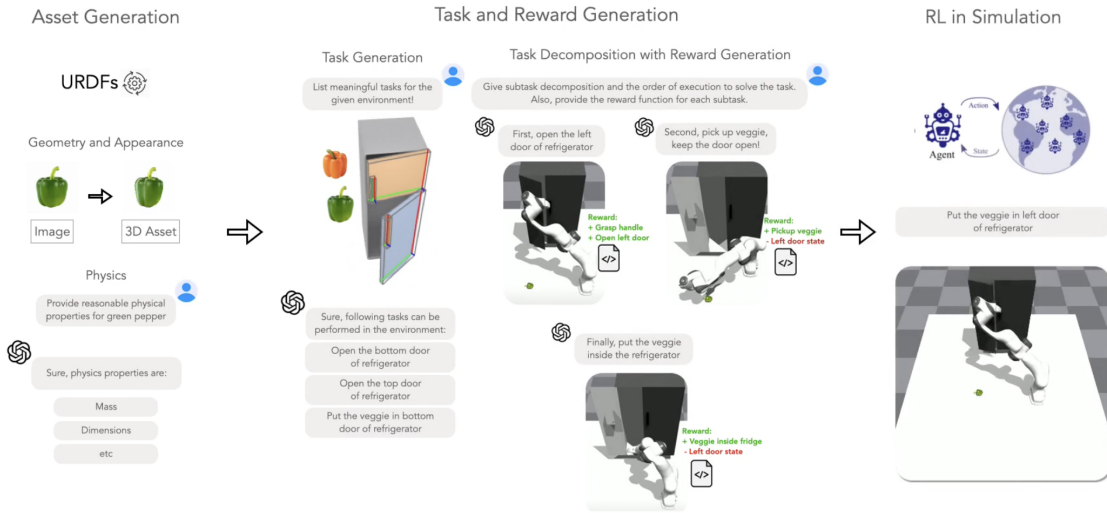 Asset Generation
Task and Reward Generation
RL in Simulation
URDFs
Geometry and Appearance
Image
3D Asset
Physics
Provide reasonable physical
properties for green pepper
Sure, physics properties are:
Mass
Dimensions
etc
Task Generation
List meaningful tasks for the
given environment!
Sure, following tasks can be
performed in the environment:
Open the bottom door
of refrigerator
Open the top door
of refrigerator
Put the veggie in bottom
door of refrigerator
Task Decomposition with Reward Generation
Give subtask decomposition and the order of execution to solve the task.
Also, provide the reward function for each subtask.
First, open the left
door of refrigerator
Reward:
+ Grasp handle
+ Open left door
</>
Second, pick up veggie,
keep the door open!
Reward:
+ Pickup veggie
- Left door state
</>
Finally, put the veggie
inside the refrigerator
Reward:
+ Veggie inside fridge
- Left door state
</>
Action
State
Agent
Put the veggie in left door
of refrigerator